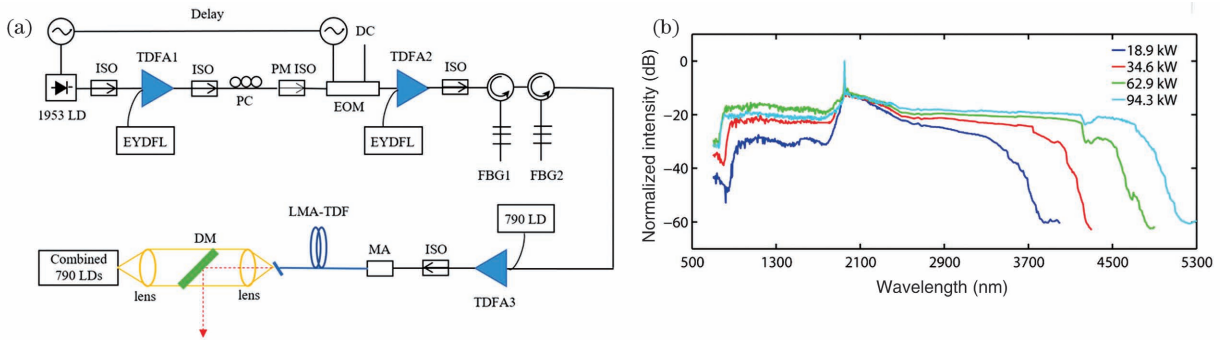 (a)
Delay
DC
TDFA1
TDFA2
ISO
ISO
PM ISO
ISO
PC
EOM
1953 LD
EYDFL
EYDFL
FBG1
FBG2
LMA-TDF
790 LD
DM
MA
ISO
Combined
790 LDs
lens
lens
TDFA3
(b)
18.9 kW
34.6 kW
62.9 kW
94.3 kW
Normalized intensity (dB)
0
−20
−40
−60
500
1300
2100
2900
3700
4500
5300
Wavelength (nm)